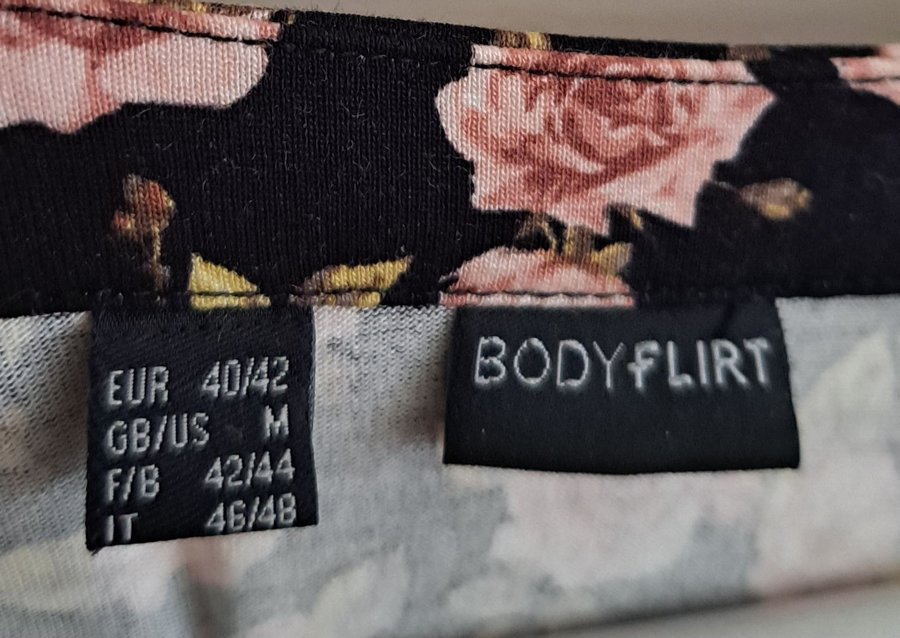 EUR 40/42
GB/US M
F/B 42/44
IT 46/48
BODYFLIRT